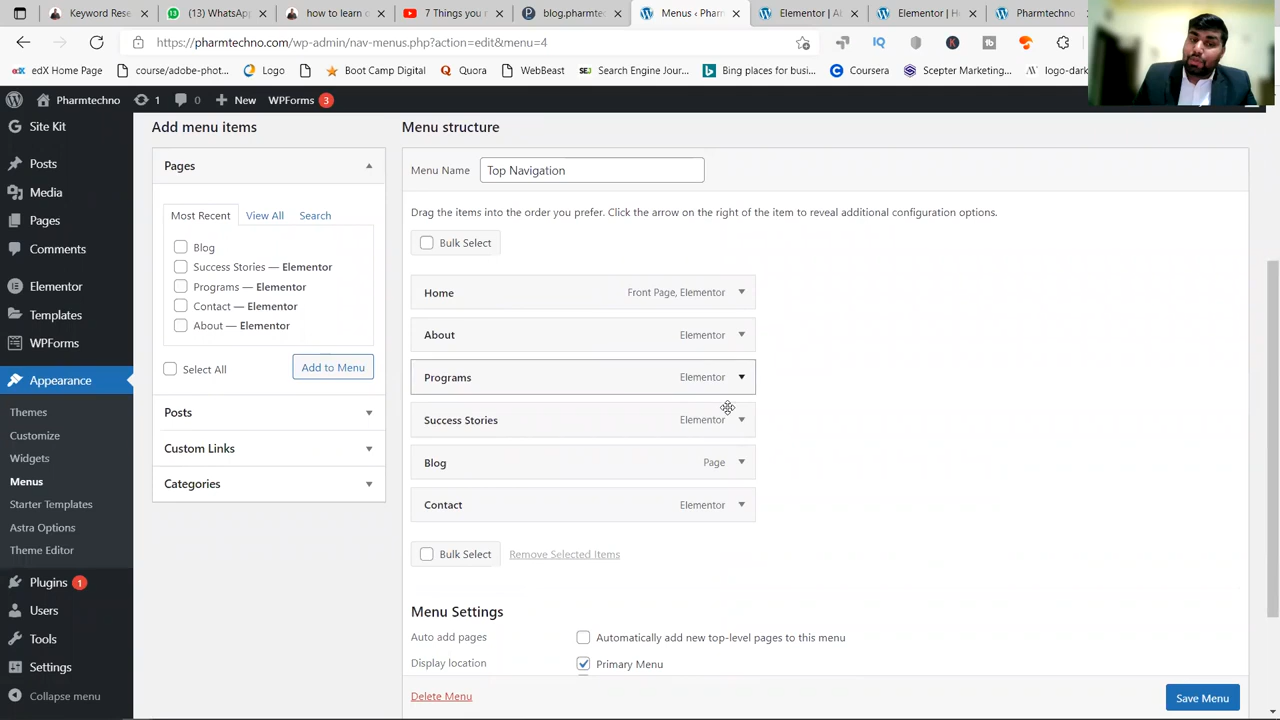 Keyword Rese
(13) WhatsApp
how to learn o
7 Things you r
blog.pharmtec
Menus ‹ Pharm
Elementor | Al
Elementor | H
Pharmtechno
https://pharmtechno.com/wp-admin/nav-menus.php?action=edit&menu=4
edX Home Page
course/adobe-phot...
Logo
Boot Camp Digital
Quora
WebBeast
Search Engine Jour...
Bing places for busi...
Coursera
Scepter Marketing...
logo-dark
Pharmtechno
1
0
New
WPForms 3
Site Kit
Posts
Media
Pages
Comments
Elementor
Templates
WPForms
Appearance
Themes
Customize
Widgets
Menus
Starter Templates
Astra Options
Theme Editor
Plugins 1
Users
Tools
Settings
Collapse menu
Add menu items
Pages
Most Recent
View All
Search
Blog
Success Stories — Elementor
Programs — Elementor
Contact — Elementor
About — Elementor
Select All
Add to Menu
Posts
Custom Links
Categories
Menu structure
Menu Name
Top Navigation
Drag the items into the order you prefer. Click the arrow on the right of the item to reveal additional configuration options.
Bulk Select
Home Front Page, Elementor
About Elementor
Programs Elementor
Success Stories Elementor
Blog Page
Contact Elementor
Bulk Select Remove Selected Items
Menu Settings
Auto add pages Automatically add new top-level pages to this menu
Display location Primary Menu
Delete Menu
Save Menu